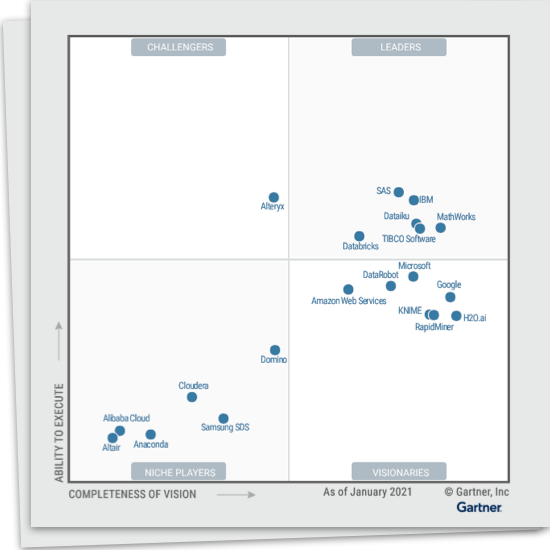 CHALLENGERS
LEADERS
SAS
IBM
Alteryx
Dataiku
MathWorks
TIBCO Software
Databricks
Microsoft
DataRobot
Google
Amazon Web Services
KNIME
H2O.ai
RapidMiner
Domino
Cloudera
Alibaba Cloud
Samsung SDS
Altair
Anaconda
ABILITY TO EXECUTE
NICHE PLAYERS
VISIONARIES
COMPLETENESS OF VISION
As of January 2021
© Gartner, Inc
Gartner